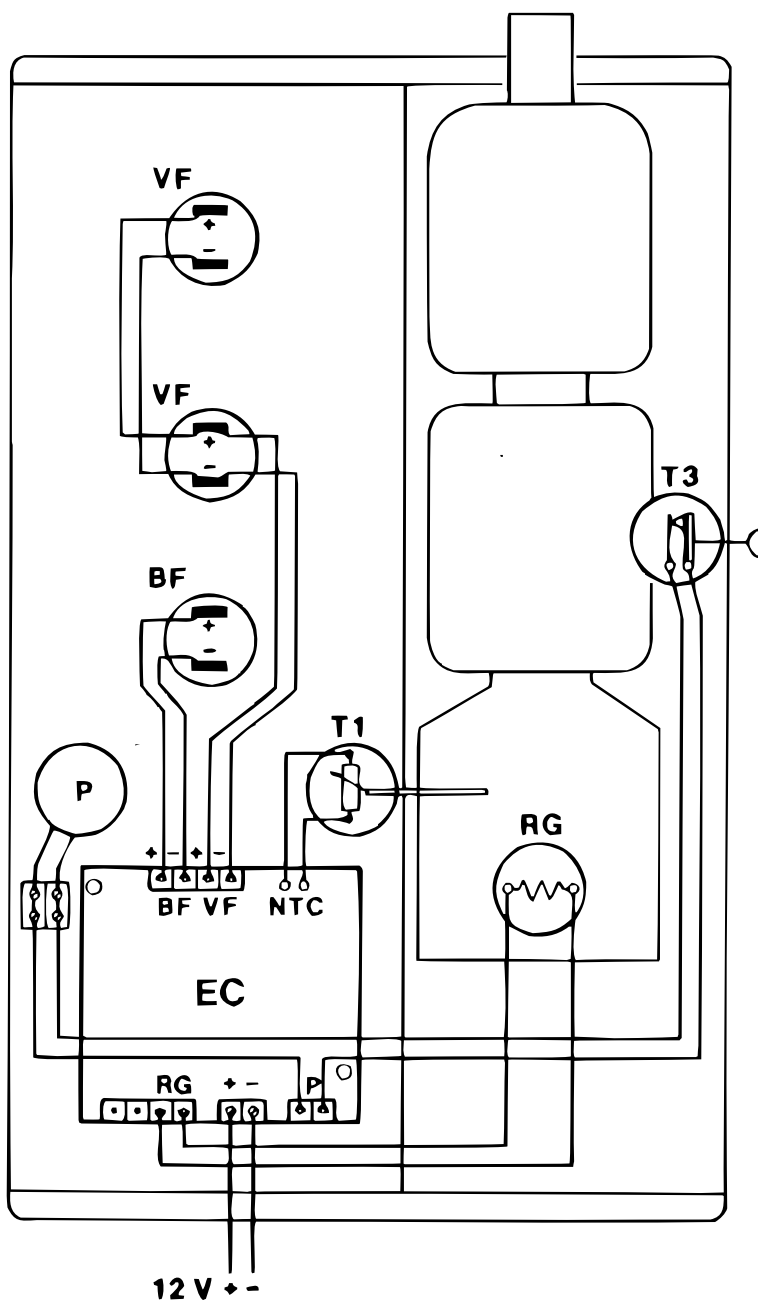 VF
+
-
VF
+
-
BF
+
-
T3
T1
P
RG
+ - + -
BF VF NTC
EC
RG + - P
12 V + -